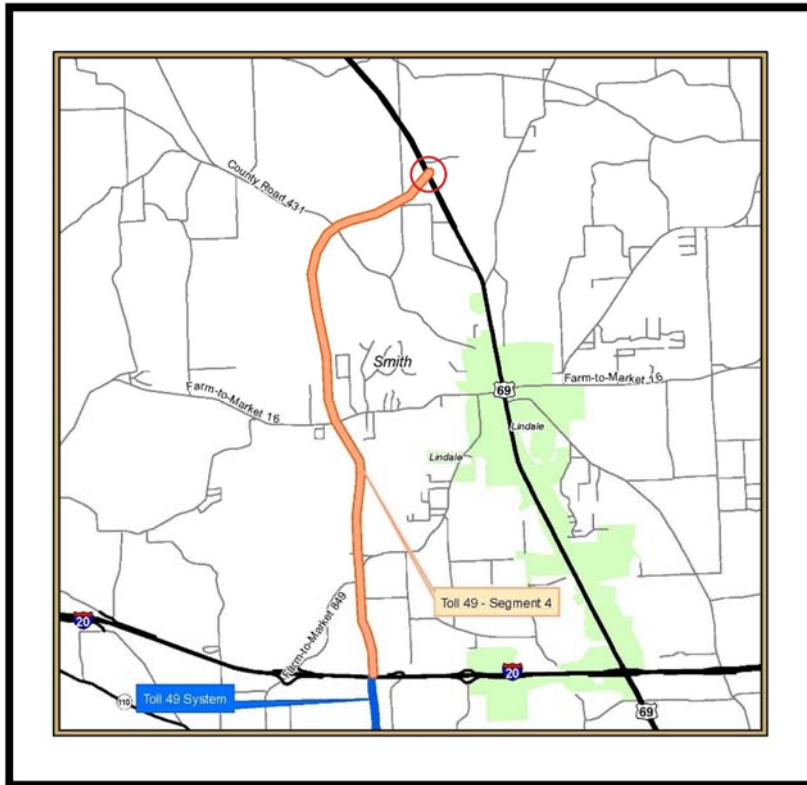 County Road 431
Smith
Farm-to-Market 16
69
Farm-to-Market 16
Lindale
Lindale
Toll 49 - Segment 4
Farm-to-Market 849
20
20
Toll 49 System
110
69